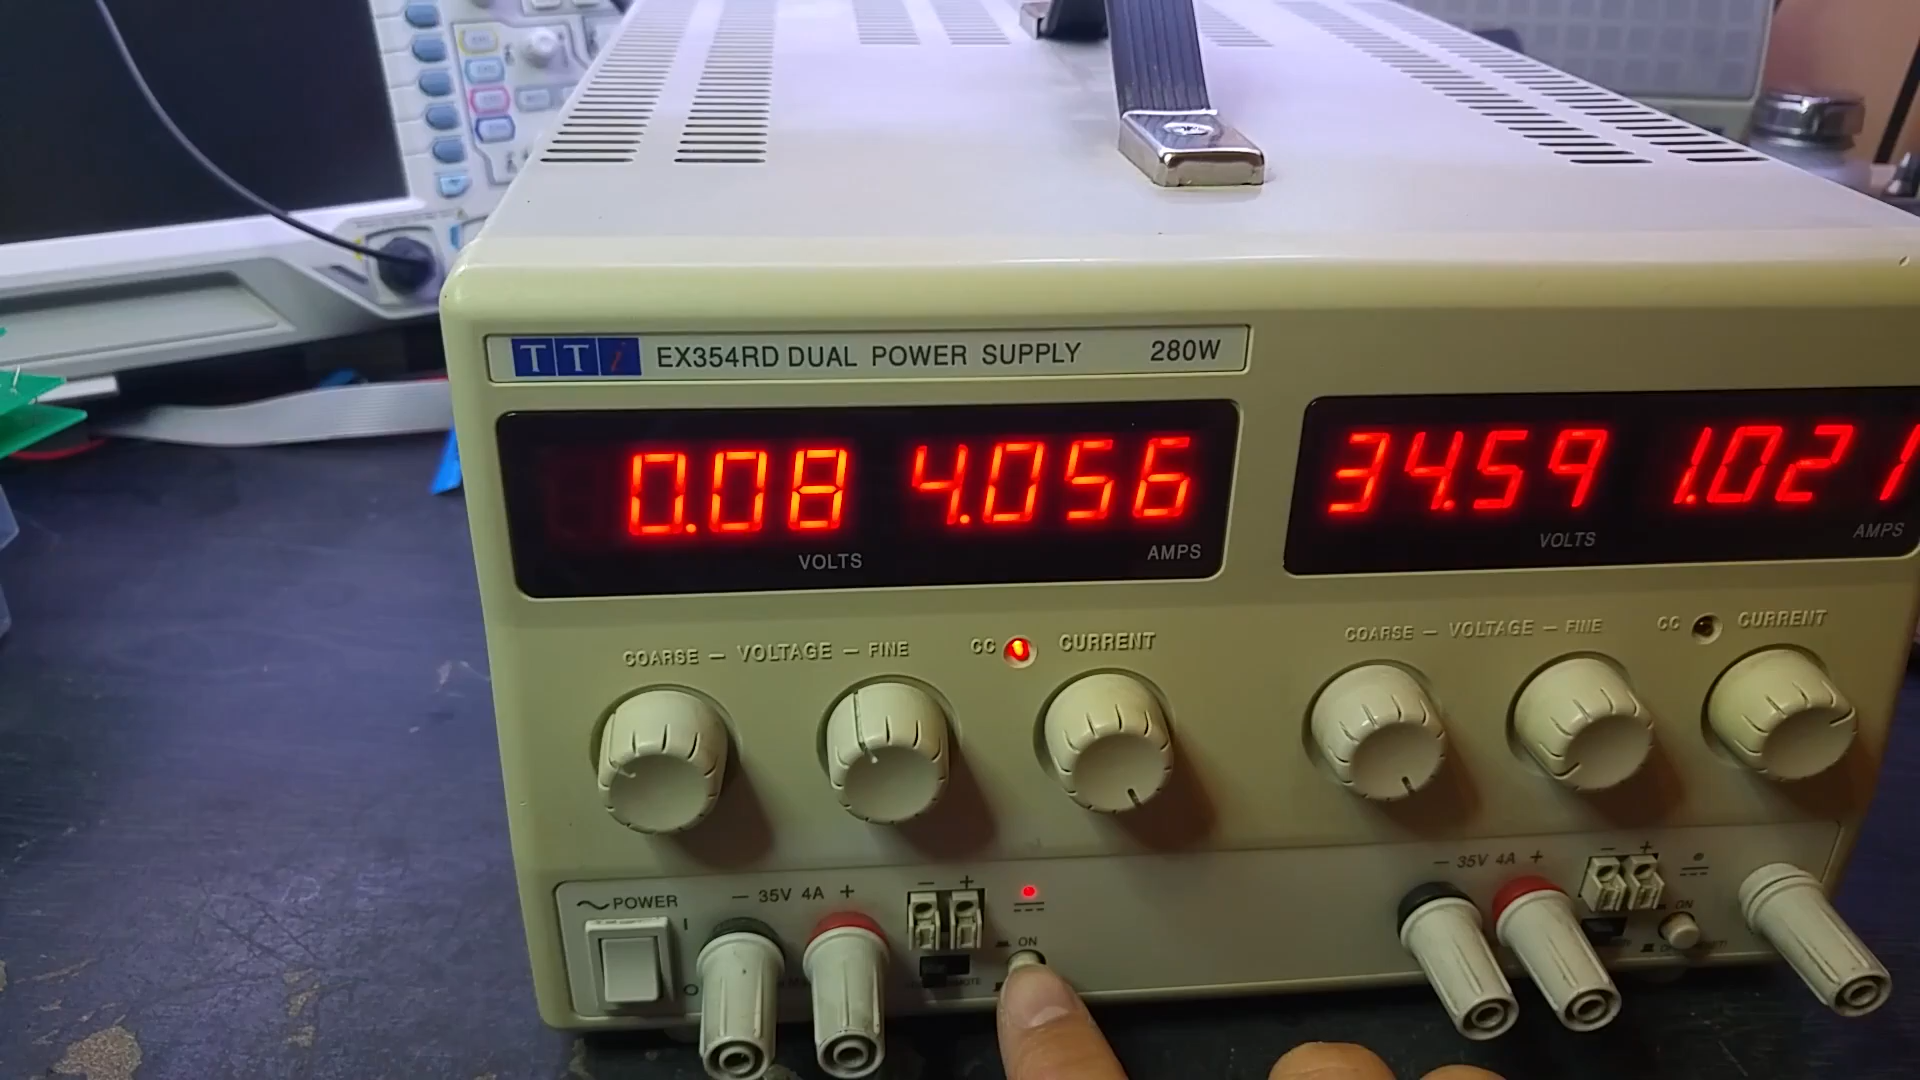 TTi EX354RD DUAL POWER SUPPLY 280W
0.08 4.056
VOLTS AMPS
34.59 1.021
VOLTS AMPS
COARSE — VOLTAGE — FINE CC CURRENT
COARSE — VOLTAGE — FINE CC CURRENT
POWER
I
O
— 35V 4A +
— +
ON
— 35V 4A +
— +
ON